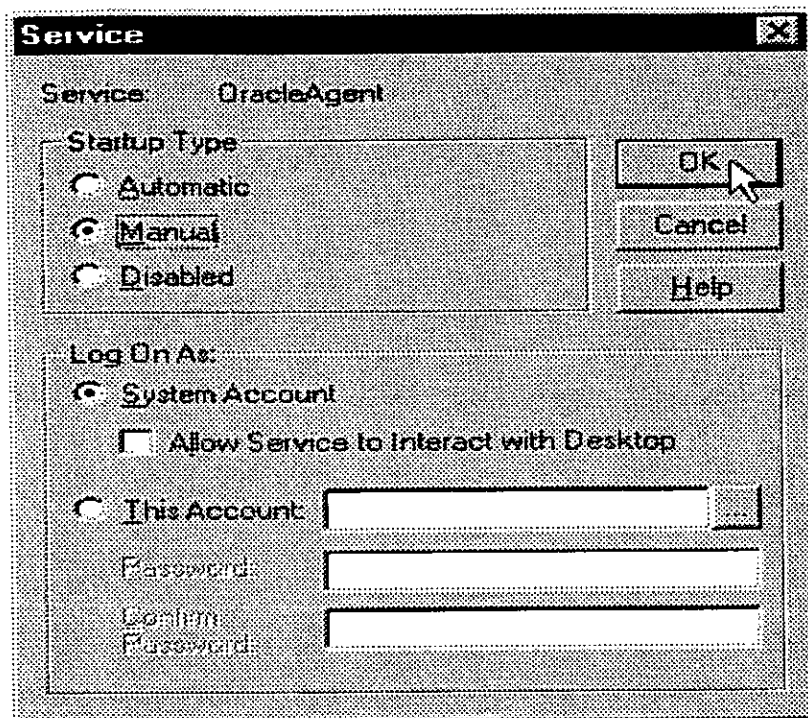 Service
Service: OracleAgent
Startup Type
Automatic
Manual
Disabled
OK
Cancel
Help
Log On As:
System Account
Allow Service to Interact with Desktop
This Account:
...
Password:
Confirm
Password: